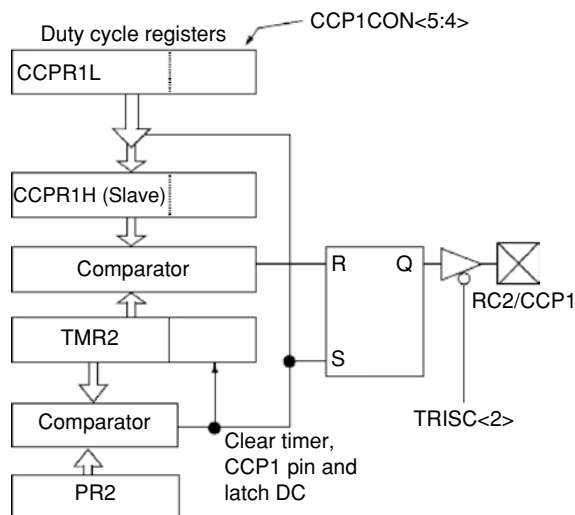 Duty cycle registers
CCP1CON<5:4>
CCPR1L
CCPR1H (Slave)
Comparator
R
Q
RC2/CCP1
TMR2
S
Comparator
TRISC<2>
Clear timer,
CCP1 pin and
latch DC
PR2